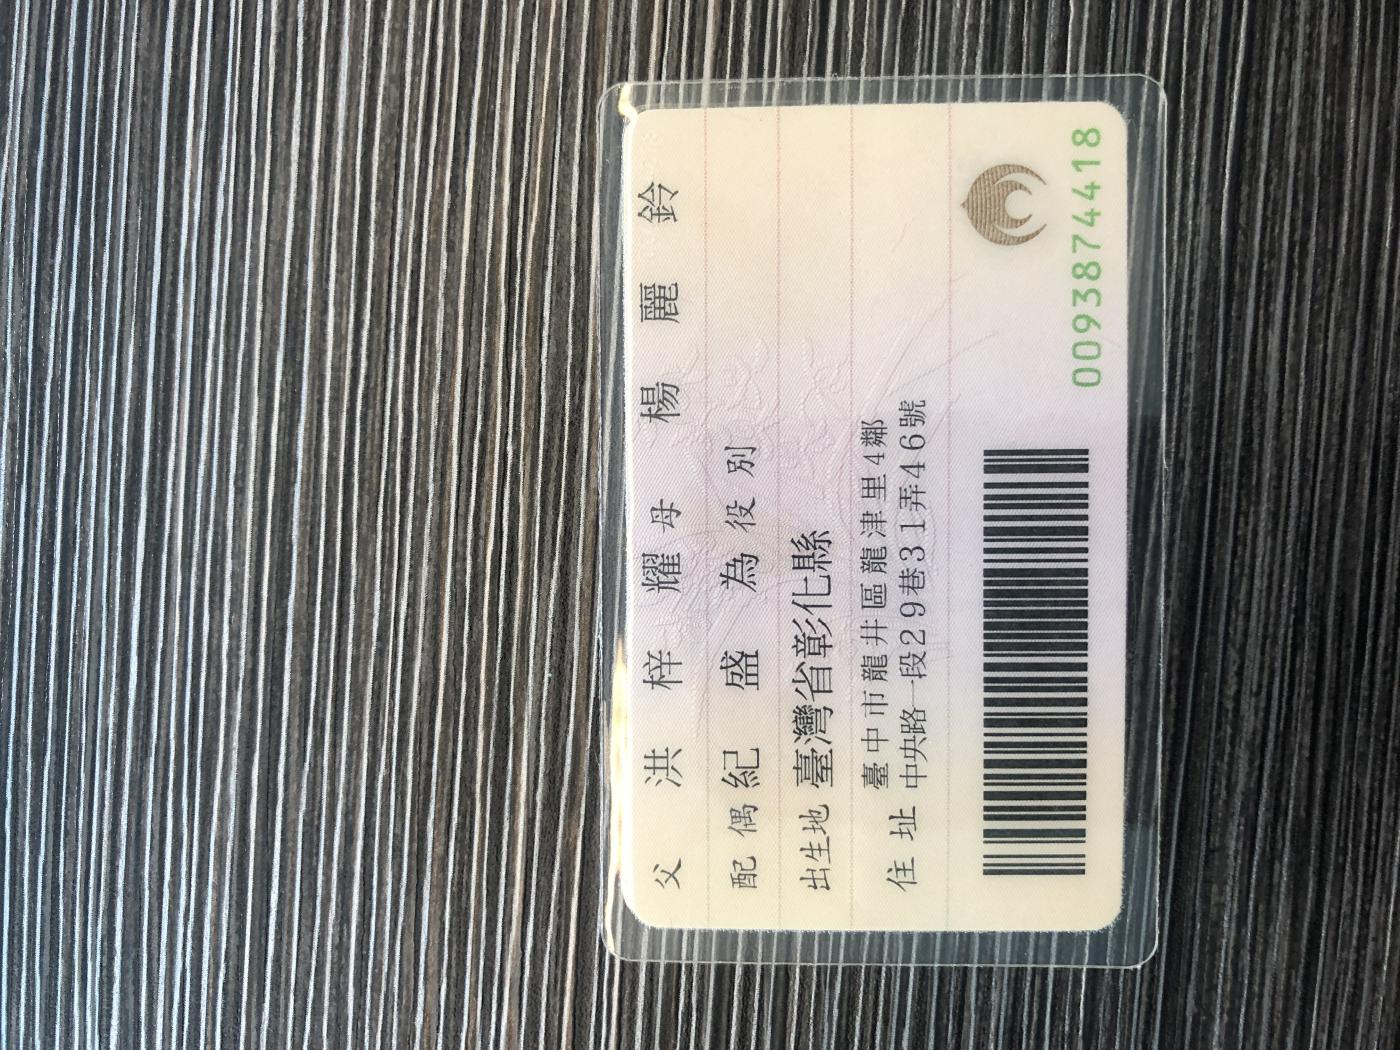 父 洪梓耀 母 楊麗鈴
配偶 紀盛為 役別
出生地 臺灣省彰化縣
住址 臺中市龍井區龍津里4鄰
中央路一段29巷31弄46號
0093874418